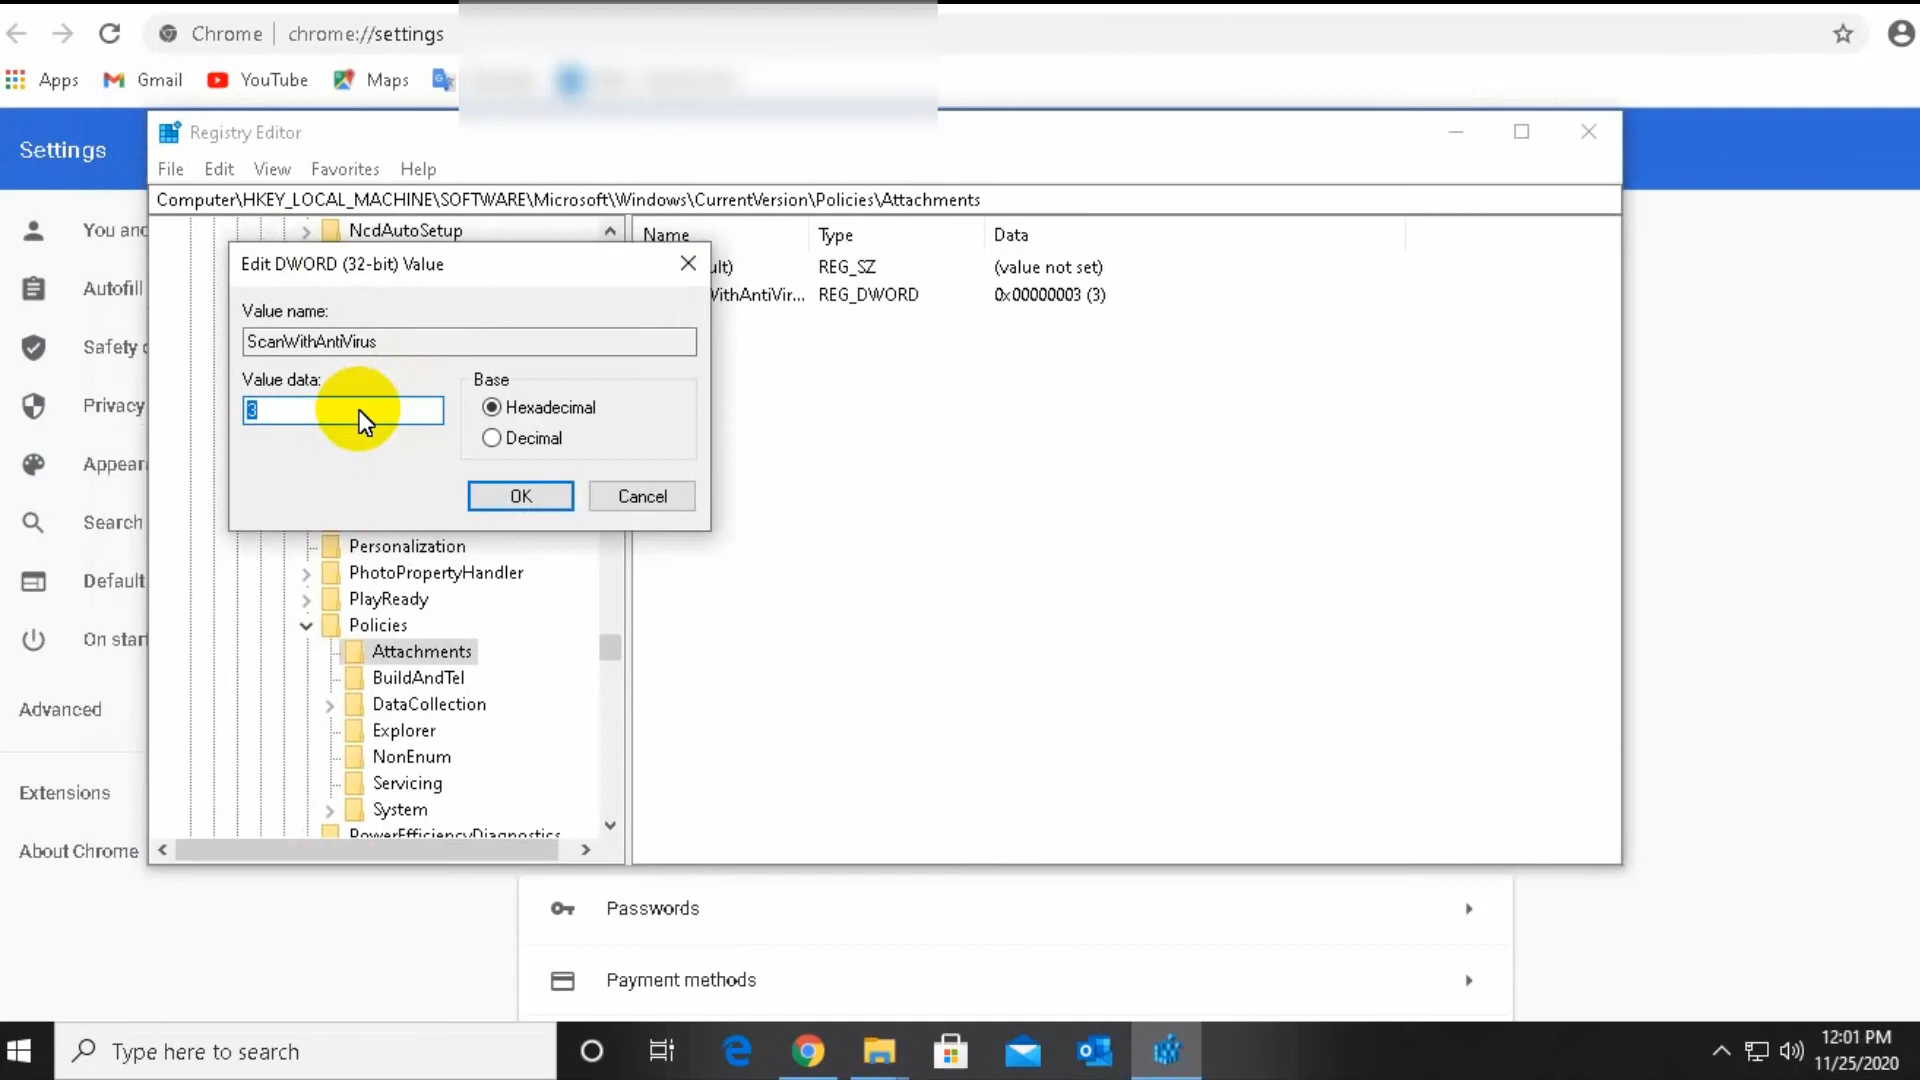 Chrome | chrome://settings
Apps Gmail YouTube Maps
Settings
You and
Autofill
Safety c
Privacy
Appear
Search
Default
On start
Advanced
Extensions
About Chrome
Registry Editor
File Edit View Favorites Help
Computer\HKEY_LOCAL_MACHINE\SOFTWARE\Microsoft\Windows\CurrentVersion\Policies\Attachments
NcdAutoSetup
Name Type Data
ult) REG_SZ (value not set)
WithAntiVir... REG_DWORD 0x00000003 (3)
Edit DWORD (32-bit) Value
Value name:
ScanWithAntiVirus
Value data:
3
Base
Hexadecimal
Decimal
OK Cancel
Personalization
PhotoPropertyHandler
PlayReady
Policies
Attachments
BuildAndTel
DataCollection
Explorer
NonEnum
Servicing
System
PowerEfficiencyDiagnostics
Passwords
Payment methods
Type here to search
12:01 PM
11/25/2020